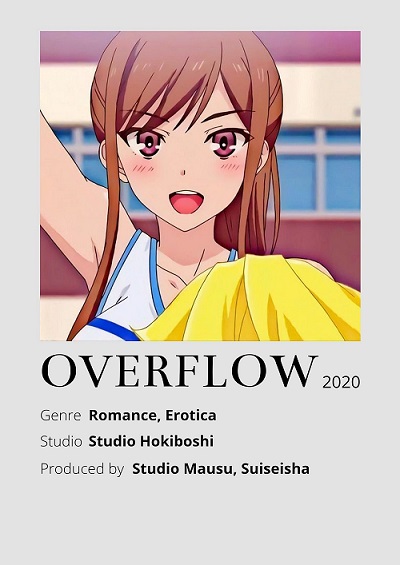 OVERFLOW 2020
Genre Romance, Erotica
Studio Studio Hokiboshi
Produced by Studio Mausu, Suiseisha